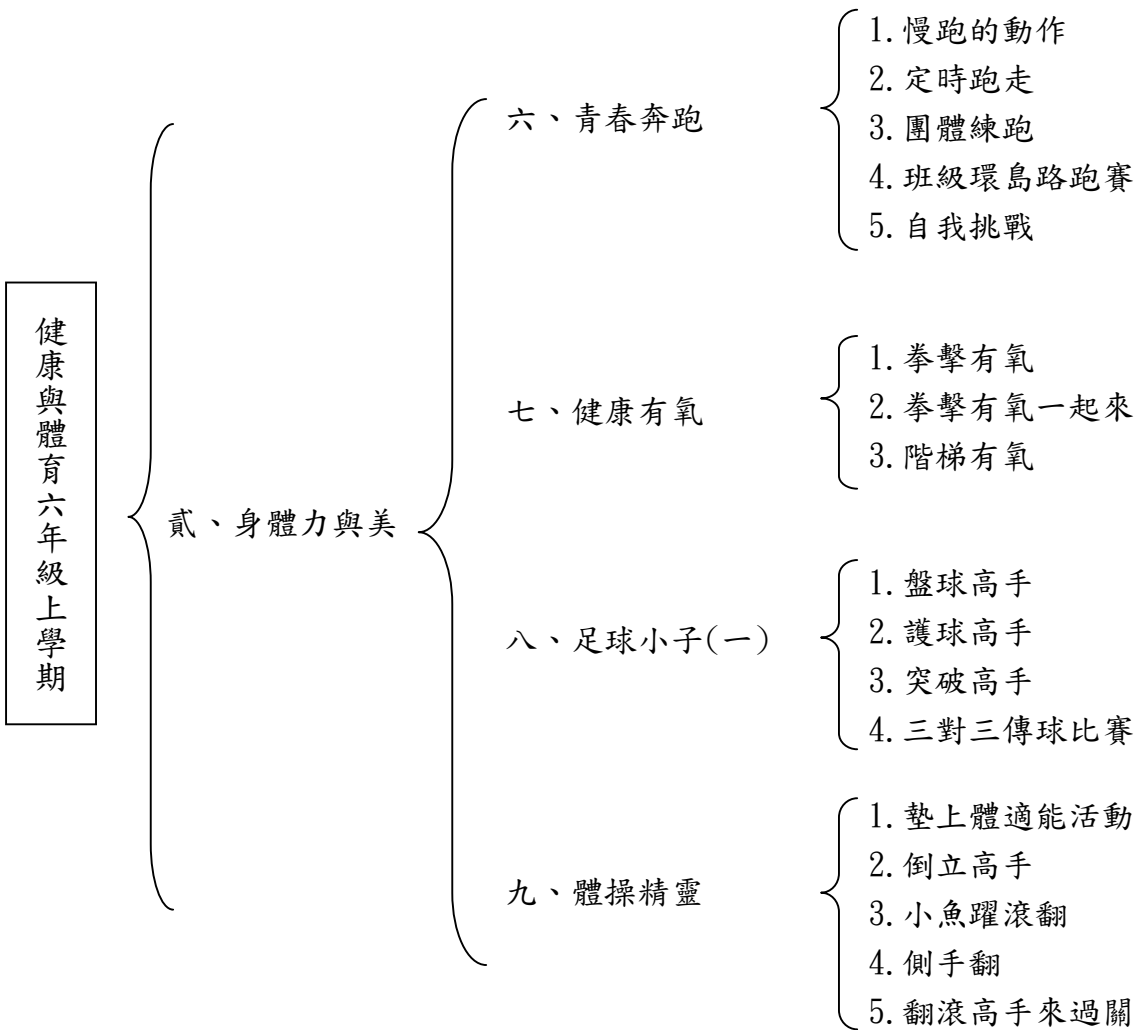 健康與體育六年級上學期
貳、身體力與美
六、青春奔跑
1.慢跑的動作
2.定時跑走
3.團體練跑
4.班級環島路跑賽
5.自我挑戰
七、健康有氧
1.拳擊有氧
2.拳擊有氧一起來
3.階梯有氧
八、足球小子(一)
1.盤球高手
2.護球高手
3.突破高手
4.三對三傳球比賽
九、體操精靈
1.墊上體適能活動
2.倒立高手
3.小魚躍滾翻
4.側手翻
5.翻滾高手來過關